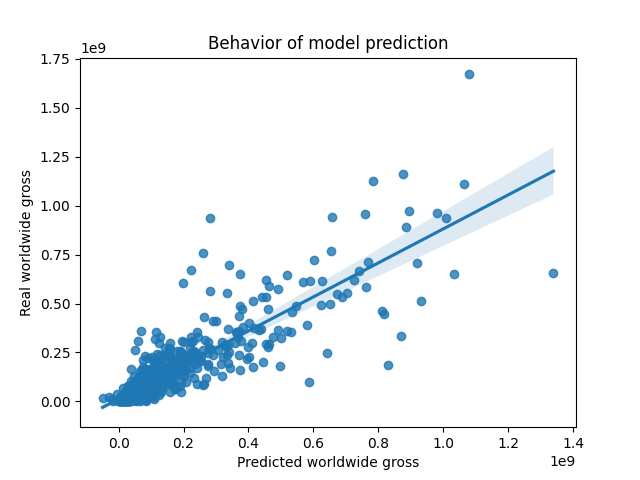 Behavior of model prediction
1e9
1.75
1.50
1.25
1.00
0.75
0.50
0.25
0.00
Real worldwide gross
0.0 0.2 0.4 0.6 0.8 1.0 1.2 1.4
Predicted worldwide gross
1e9